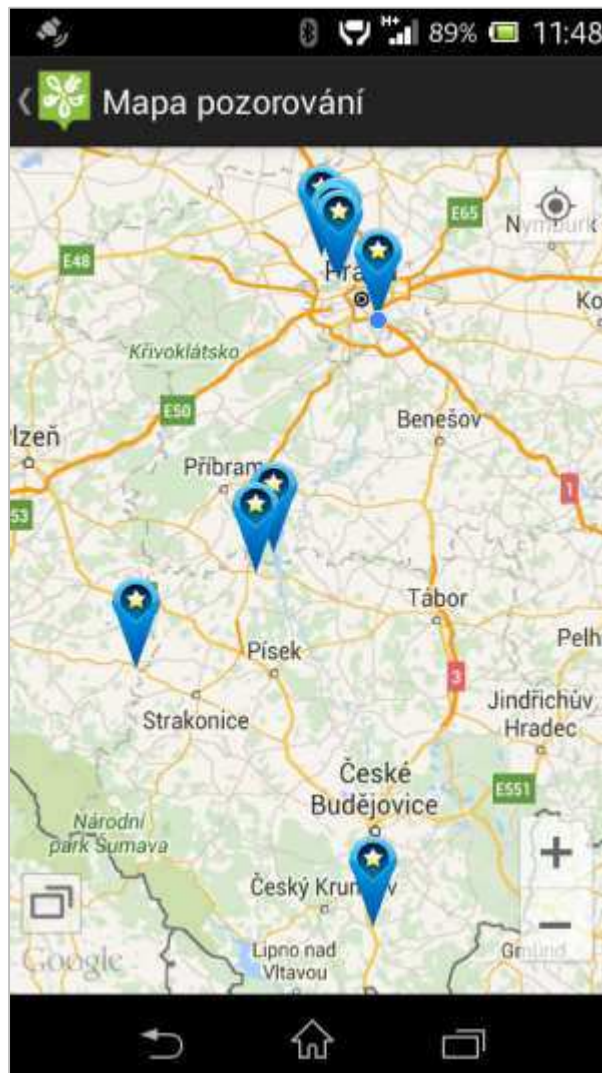 H+ 89% 11:48
Mapa pozorování
E65
E48
Křivoklátsko
E50
Benešov
Příbram
53
1
Tábor
Písek
3
Strakonice
Jindřichův
Hradec
České
Budějovice
E551
Národní
park Šumava
+
Český
−
Google
Lipno nad
Vltavou